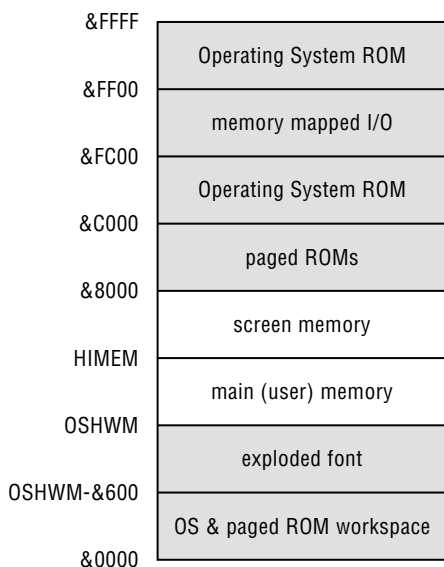 &FFFF
Operating System ROM
&FF00
memory mapped I/O
&FC00
Operating System ROM
&C000
paged ROMs
&8000
screen memory
HIMEM
main (user) memory
OSHWM
exploded font
OSHWM-&600
OS & paged ROM workspace
&0000